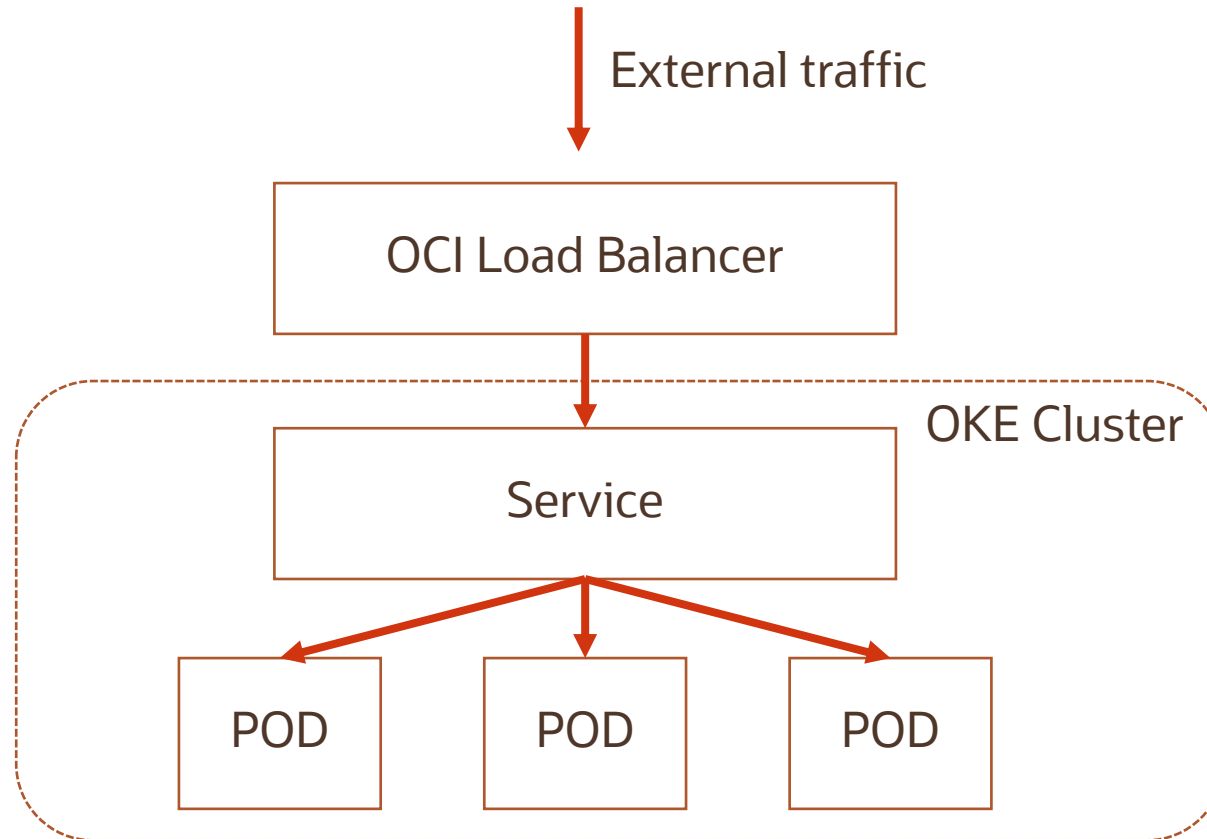 External traffic
OCI Load Balancer
OKE Cluster
Service
POD
POD
POD